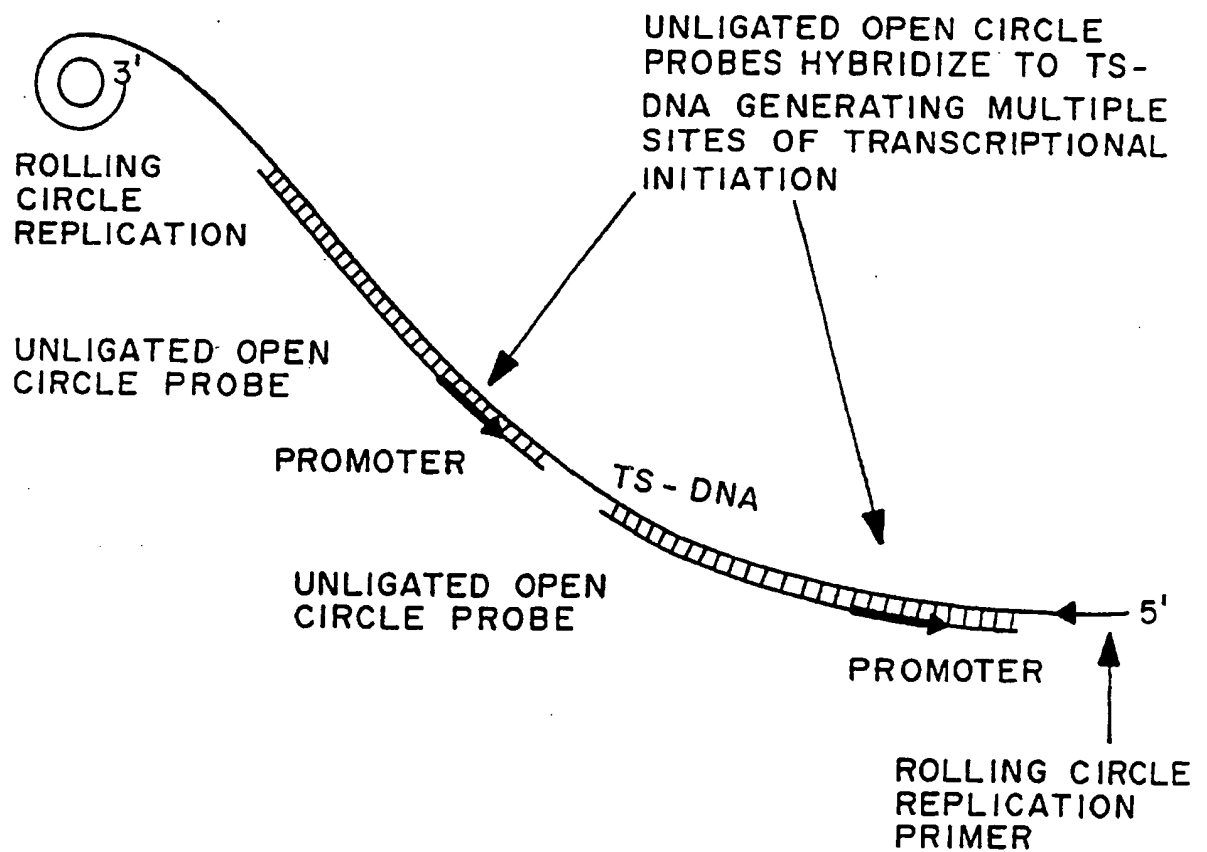 UNLIGATED OPEN CIRCLE
PROBES HYBRIDIZE TO TS-
DNA GENERATING MULTIPLE
SITES OF TRANSCRIPTIONAL
INITIATION
3'
ROLLING
CIRCLE
REPLICATION
UNLIGATED OPEN
CIRCLE PROBE
PROMOTER
TS-DNA
UNLIGATED OPEN
CIRCLE PROBE
5'
PROMOTER
ROLLING CIRCLE
REPLICATION
PRIMER